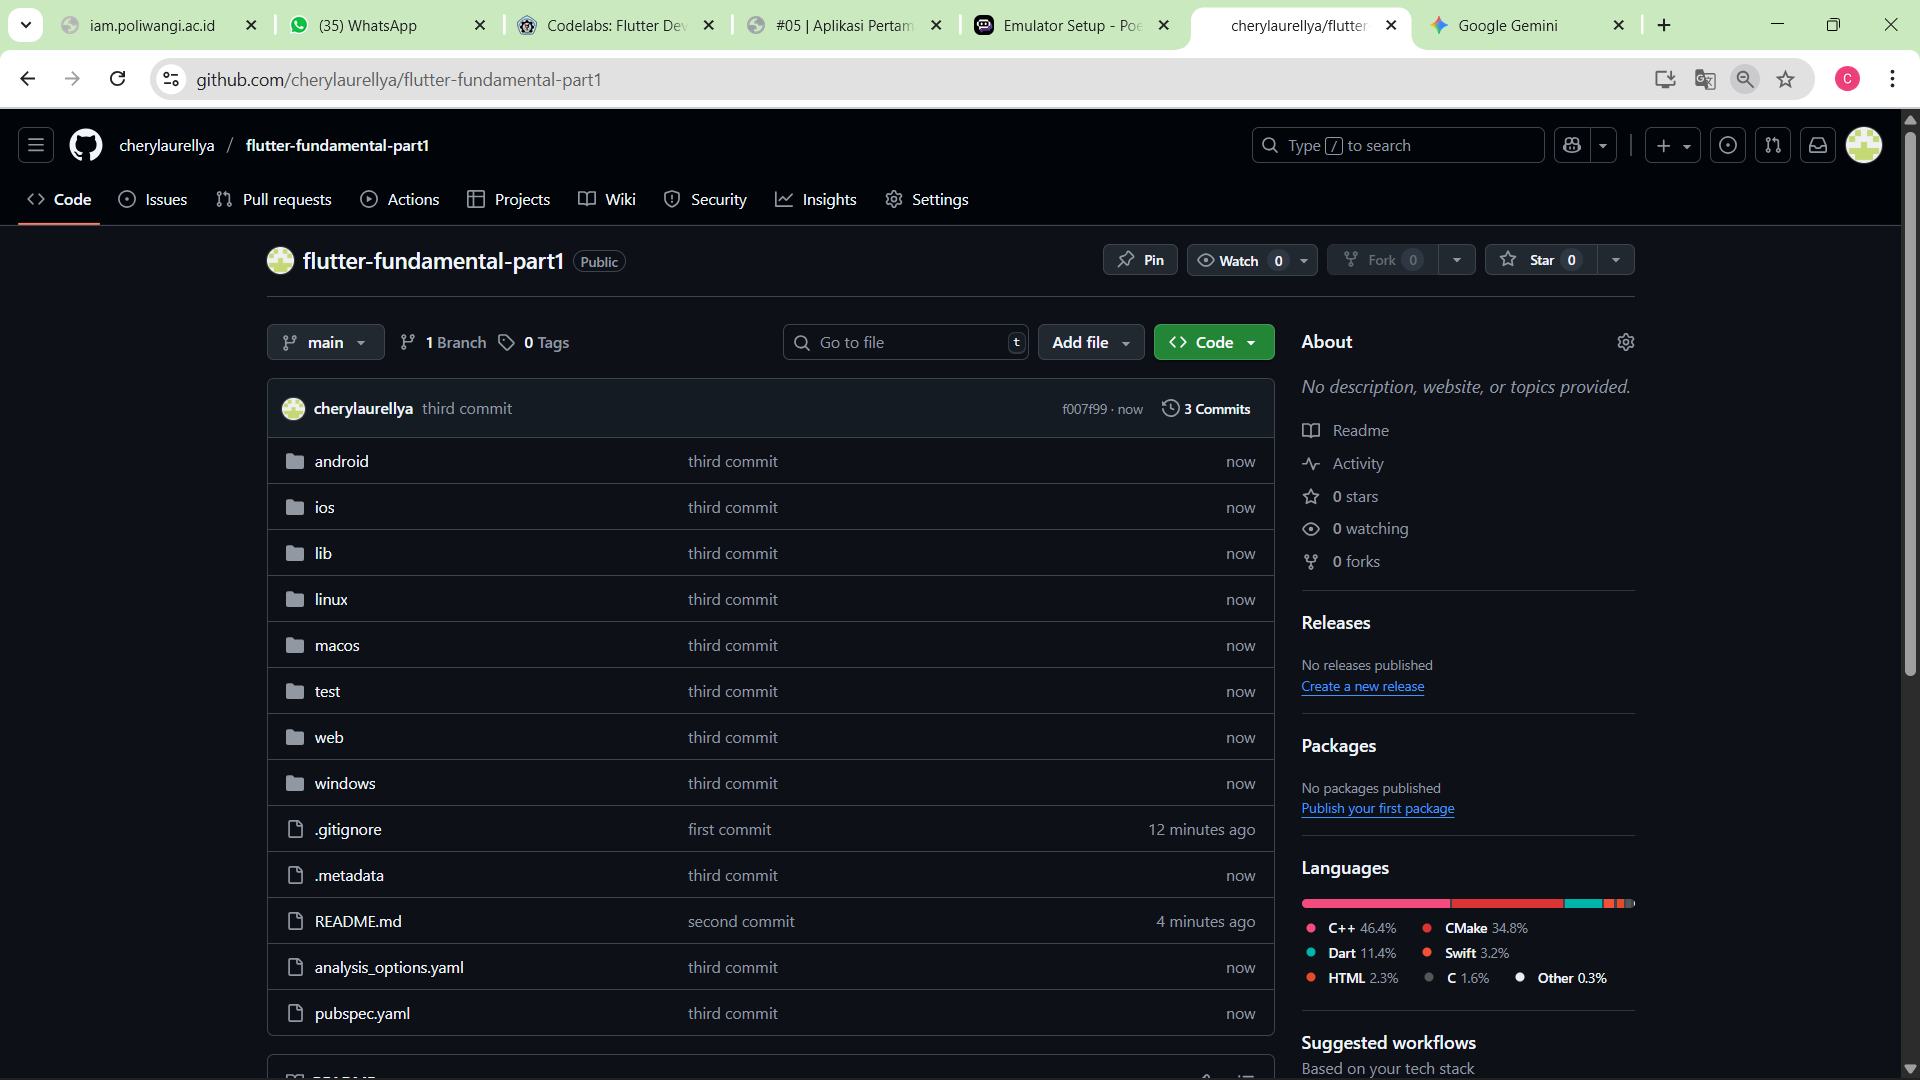 iam.poliwangi.ac.id
(35) WhatsApp
Codelabs: Flutter Dev
#05 | Aplikasi Pertam
Emulator Setup - Poe
cherylaurellya/flutter-
Google Gemini
github.com/cherylaurellya/flutter-fundamental-part1
C
cherylaurellya / flutter-fundamental-part1
Type / to search
Code
Issues
Pull requests
Actions
Projects
Wiki
Security
Insights
Settings
flutter-fundamental-part1 Public
Pin
Watch 0
Fork 0
Star 0
main
1 Branch
0 Tags
Go to file t
Add file
Code
cherylaurellya third commit f007f99 · now 3 Commits
android third commit now
ios third commit now
lib third commit now
linux third commit now
macos third commit now
test third commit now
web third commit now
windows third commit now
.gitignore first commit 12 minutes ago
.metadata third commit now
README.md second commit 4 minutes ago
analysis_options.yaml third commit now
pubspec.yaml third commit now
About
No description, website, or topics provided.
Readme
Activity
0 stars
0 watching
0 forks
Releases
No releases published
Create a new release
Packages
No packages published
Publish your first package
Languages
C++ 46.4% CMake 34.8%
Dart 11.4% Swift 3.2%
HTML 2.3% C 1.6% Other 0.3%
Suggested workflows
Based on your tech stack